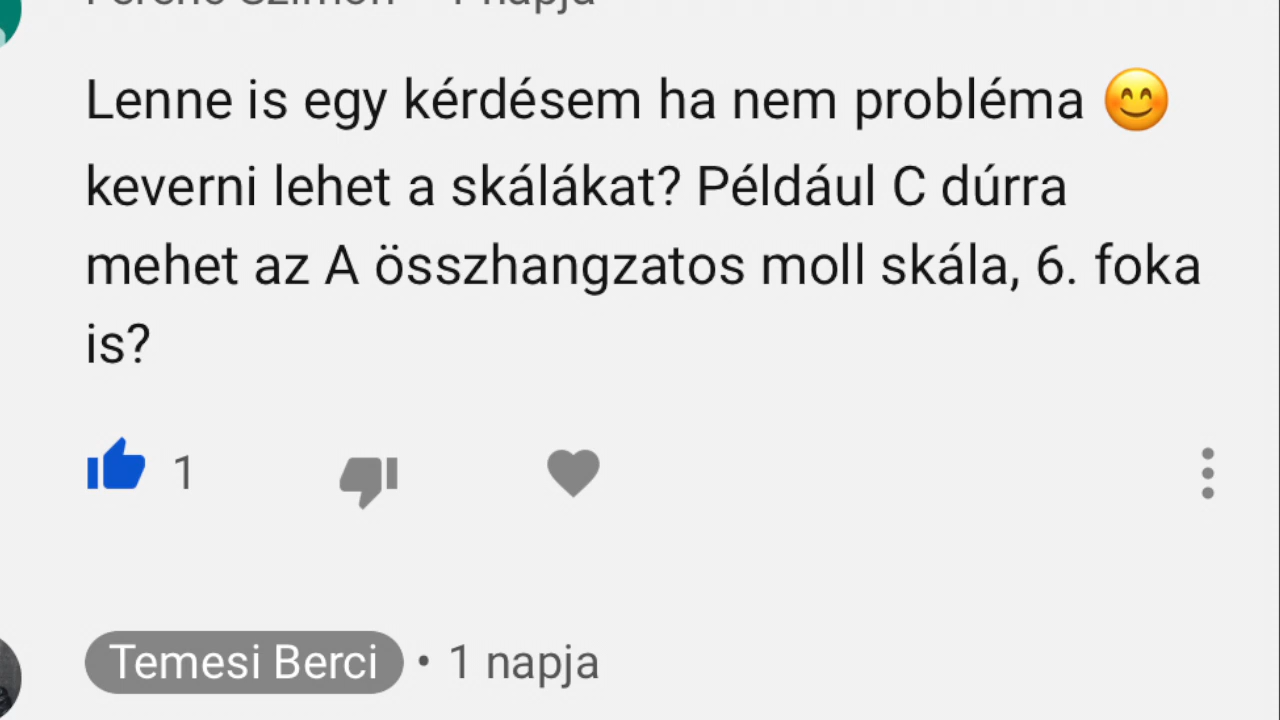 Lenne is egy kérdésem ha nem probléma 😊
keverni lehet a skálákat? Például C dúrra
mehet az A összhangzatos moll skála, 6. foka
is?
1
Temesi Berci • 1 napja